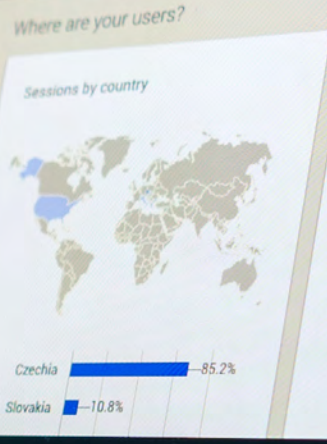 Where are your users?
Sessions by country
Czechia 85.2%
Slovakia 10.8%